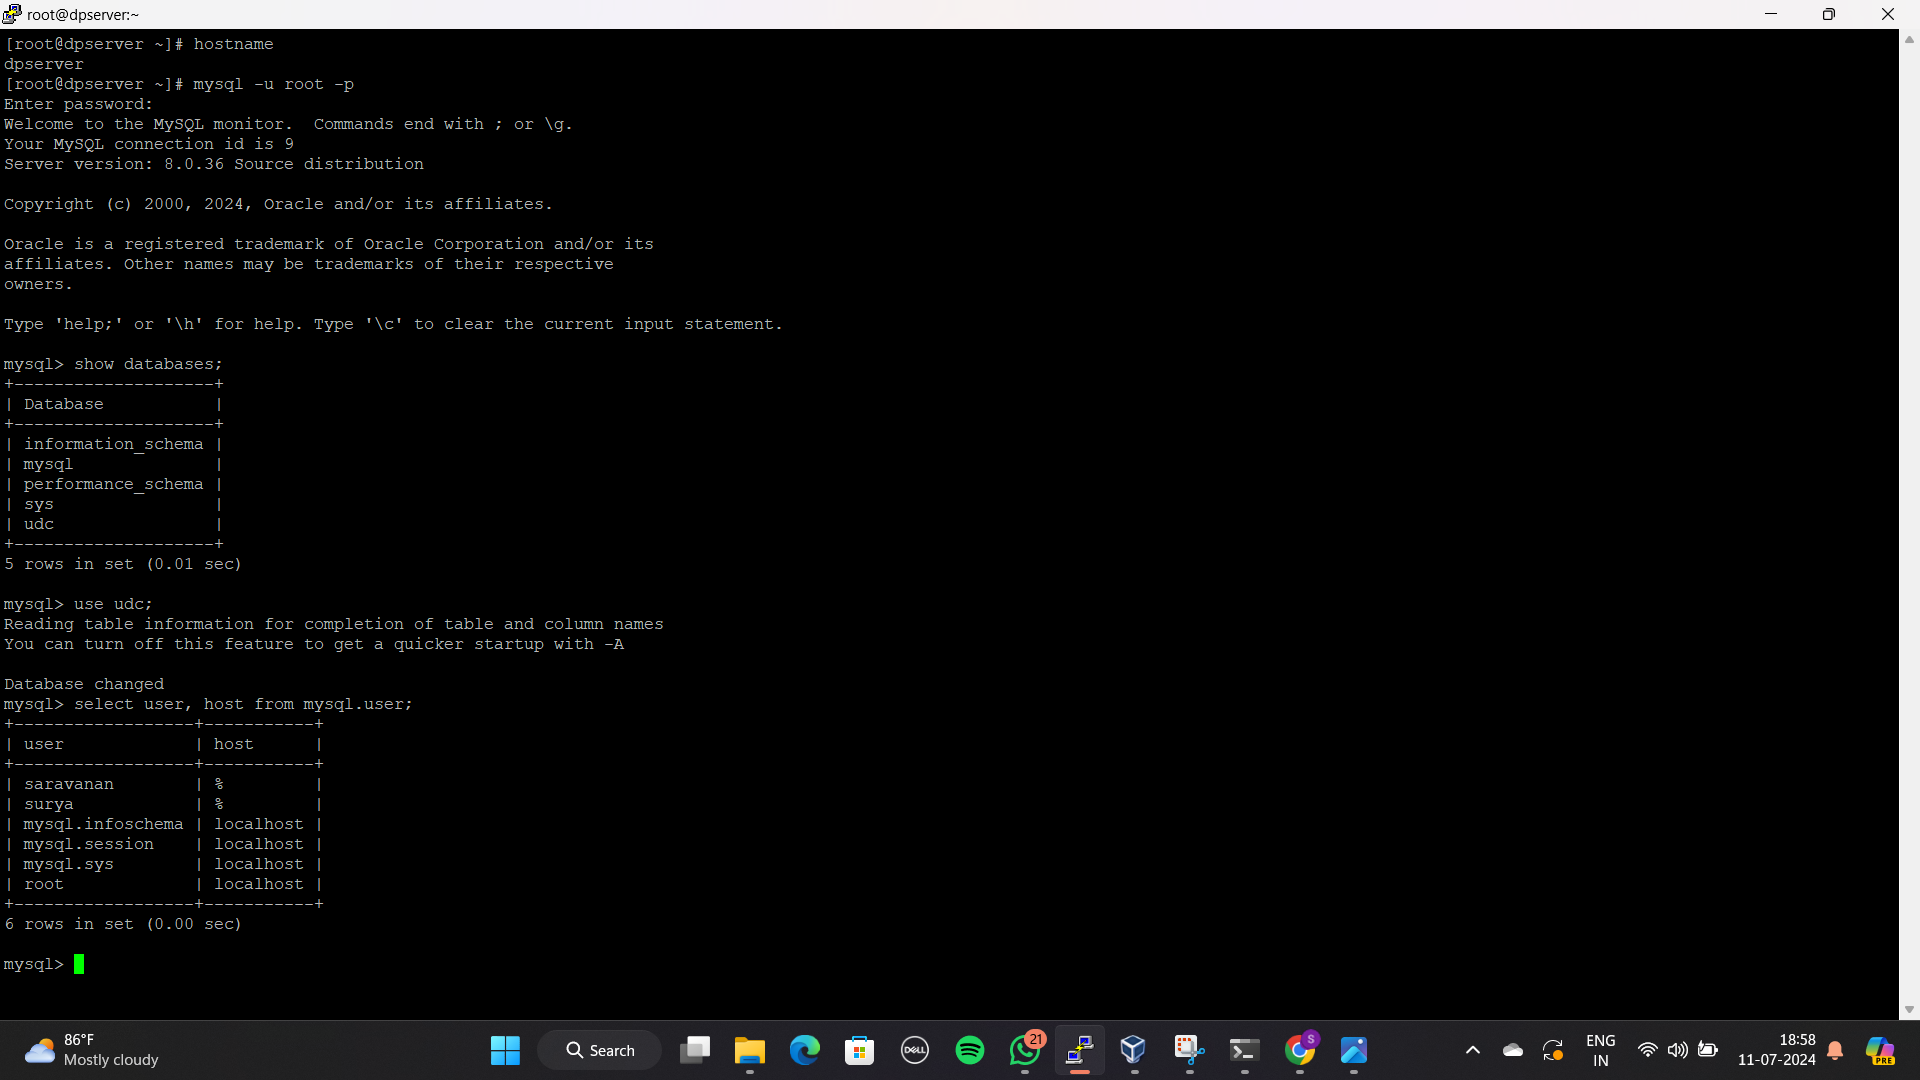 root@dpserver:~
[root@dpserver ~]# hostname
dpserver
[root@dpserver ~]# mysql -u root -p
Enter password:
Welcome to the MySQL monitor.  Commands end with ; or \g.
Your MySQL connection id is 9
Server version: 8.0.36 Source distribution

Copyright (c) 2000, 2024, Oracle and/or its affiliates.

Oracle is a registered trademark of Oracle Corporation and/or its
affiliates. Other names may be trademarks of their respective
owners.

Type 'help;' or '\h' for help. Type '\c' to clear the current input statement.

mysql> show databases;
+--------------------+
| Database           |
+--------------------+
| information_schema |
| mysql              |
| performance_schema |
| sys                |
| udc                |
+--------------------+
5 rows in set (0.01 sec)

mysql> use udc;
Reading table information for completion of table and column names
You can turn off this feature to get a quicker startup with -A

Database changed
mysql> select user, host from mysql.user;
+------------------+-----------+
| user             | host      |
+------------------+-----------+
| saravanan        | %         |
| surya            | %         |
| mysql.infoschema | localhost |
| mysql.session    | localhost |
| mysql.sys        | localhost |
| root             | localhost |
+------------------+-----------+
6 rows in set (0.00 sec)

mysql>
86°F
Mostly cloudy
Search
DELL
21
S
ENG
IN
18:58
11-07-2024
PRE